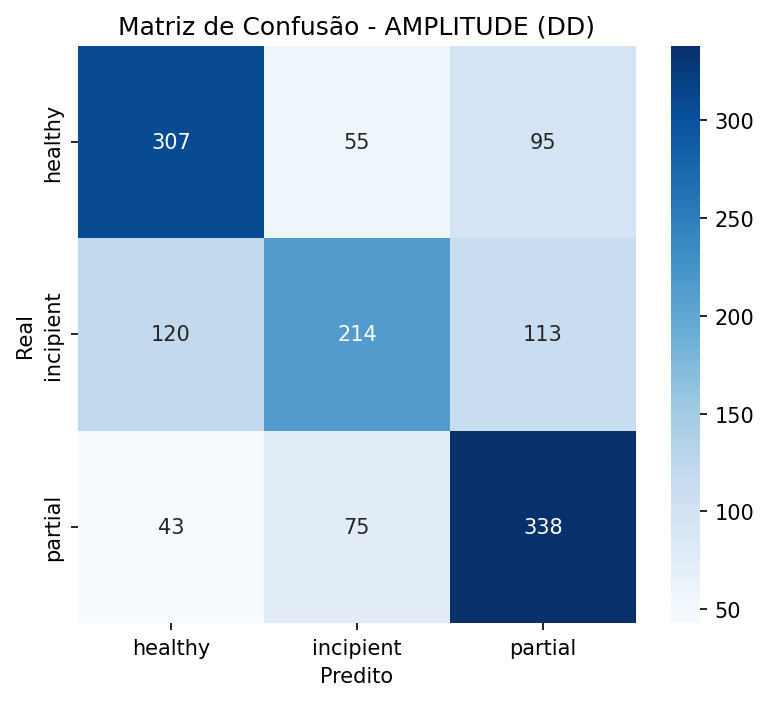 Matriz de Confusão - AMPLITUDE (DD)
healthy
307
55
95
300
250
Real
incipient
120
214
113
200
150
partial
43
75
338
100
50
healthy
incipient
partial
Predito